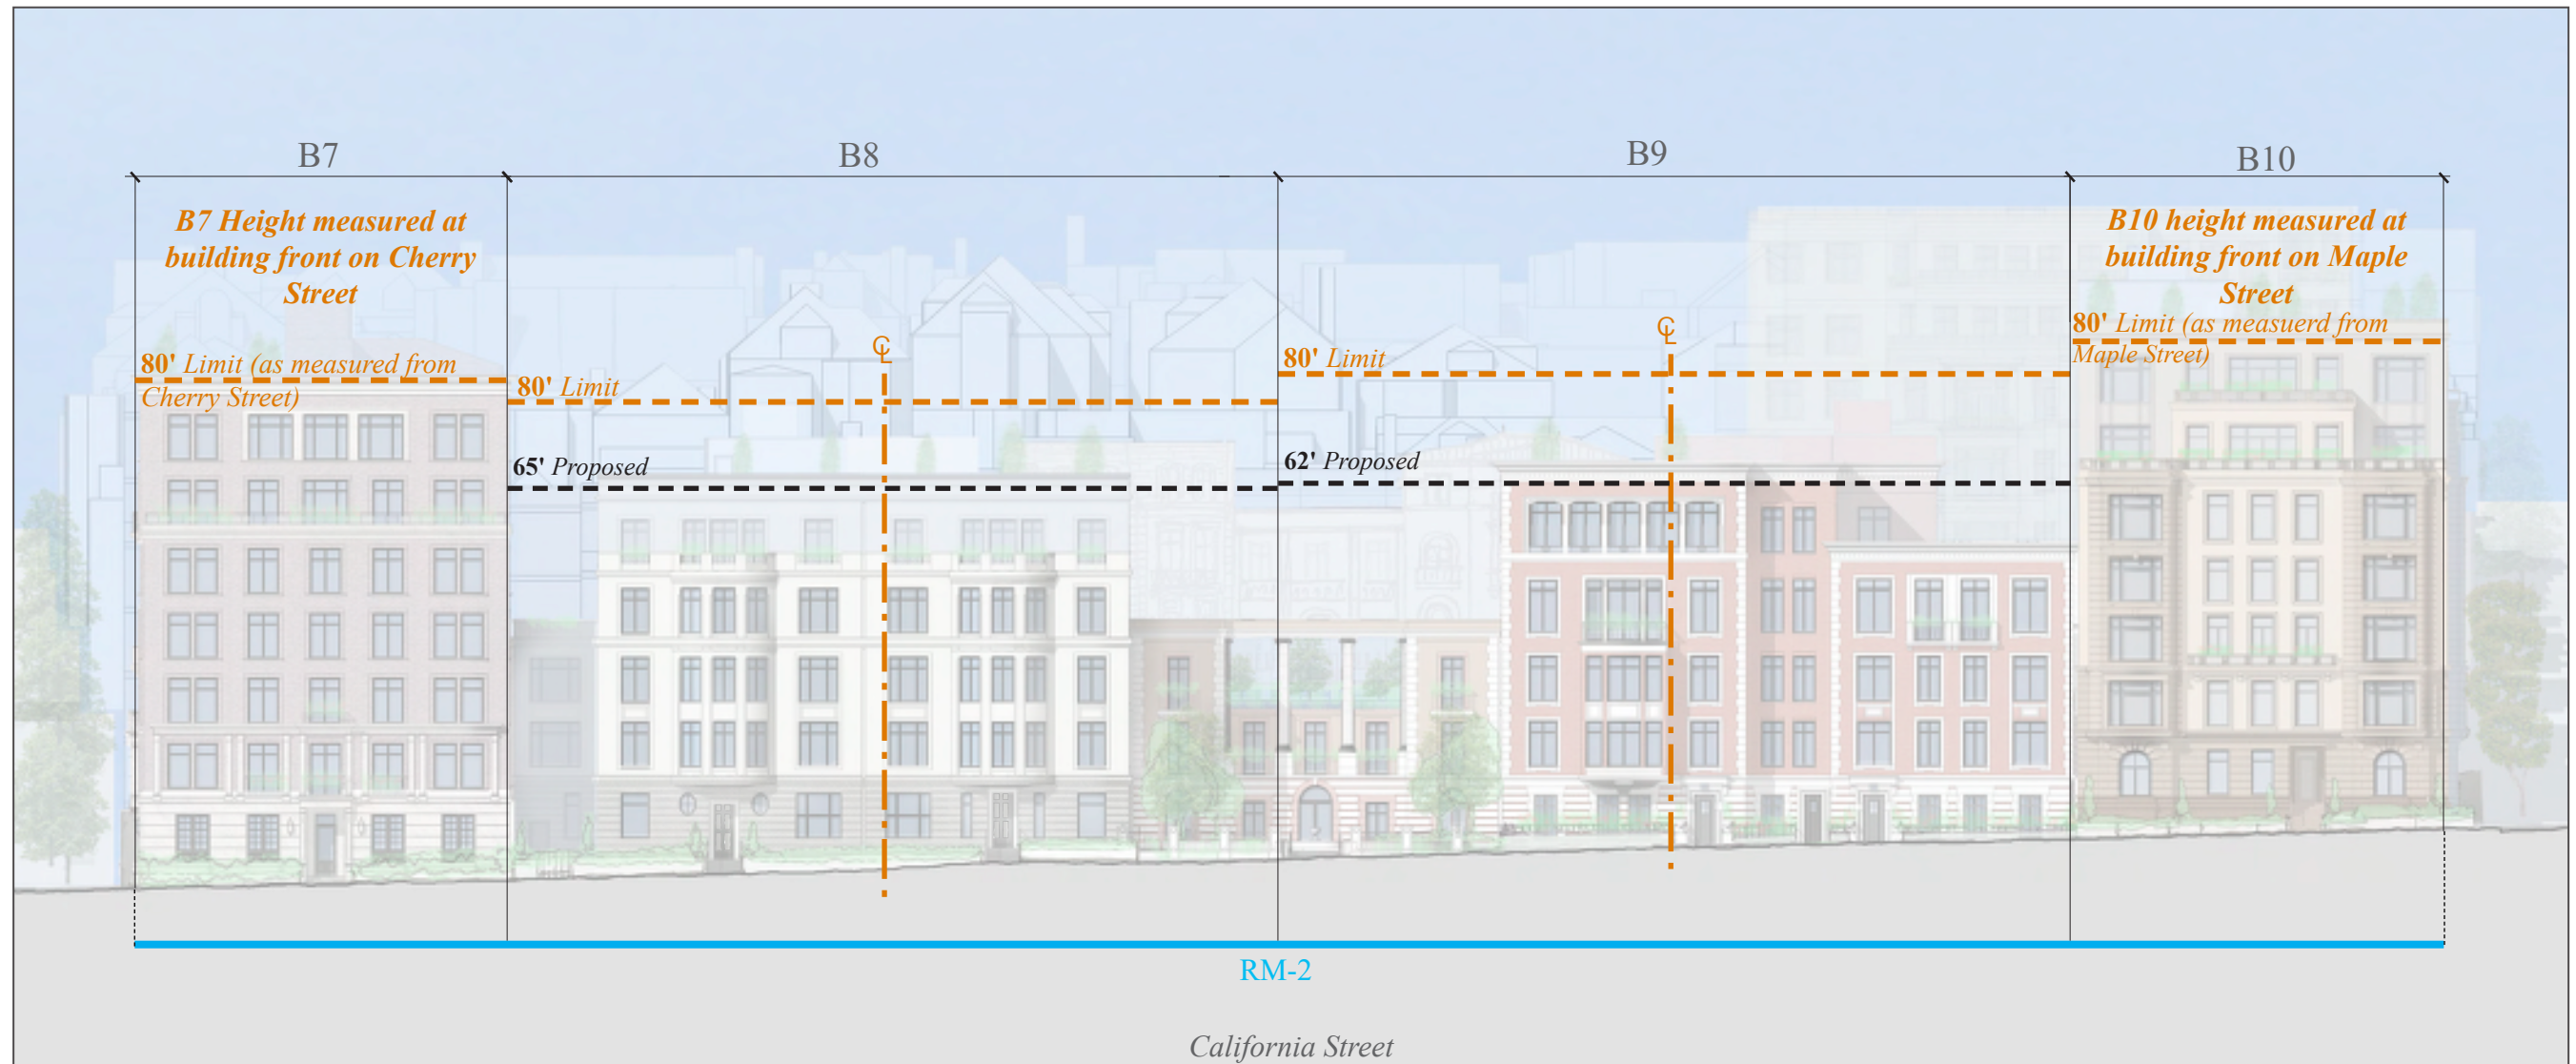 B7
B8
B9
B10
B7 Height measured at
building front on Cherry
Street
B10 height measured at
building front on Maple
Street
80' Limit (as measured from
Cherry Street)
80' Limit
℄
80' Limit
℄
80' Limit (as measuerd from
Maple Street)
65' Proposed
62' Proposed
RM-2
California Street